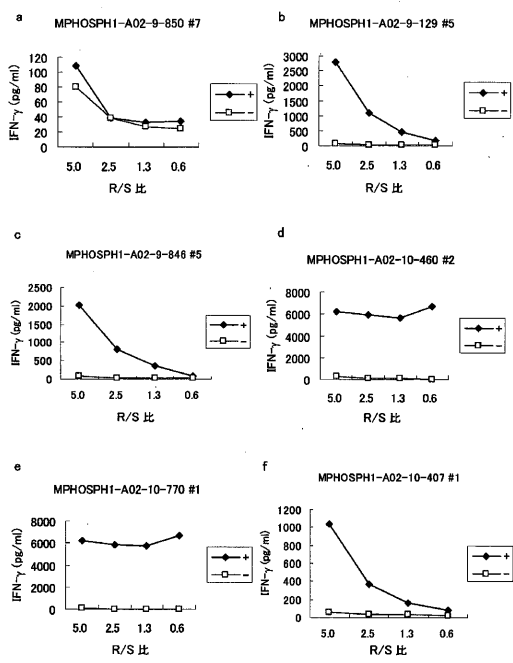 a
MPHOSPH1-A02-9-850 #7
IFN-γ (pg/ml)
120
100
80
60
40
20
0
5.0 2.5 1.3 0.6
R/S 比
+
−
b
MPHOSPH1-A02-9-129 #5
IFN-γ (pg/ml)
3000
2500
2000
1500
1000
500
0
5.0 2.5 1.3 0.6
R/S 比
+
−
c
MPHOSPH1-A02-9-846 #5
IFN-γ (pg/ml)
2500
2000
1500
1000
500
0
5.0 2.5 1.3 0.6
R/S 比
+
−
d
MPHOSPH1-A02-10-460 #2
IFN-γ (pg/ml)
8000
6000
4000
2000
0
5.0 2.5 1.3 0.6
R/S 比
+
−
e
MPHOSPH1-A02-10-770 #1
IFN-γ (pg/ml)
8000
6000
4000
2000
0
5.0 2.5 1.3 0.6
R/S 比
+
−
f
MPHOSPH1-A02-10-407 #1
IFN-γ (pg/ml)
1200
1000
800
600
400
200
0
5.0 2.5 1.3 0.6
R/S 比
+
−